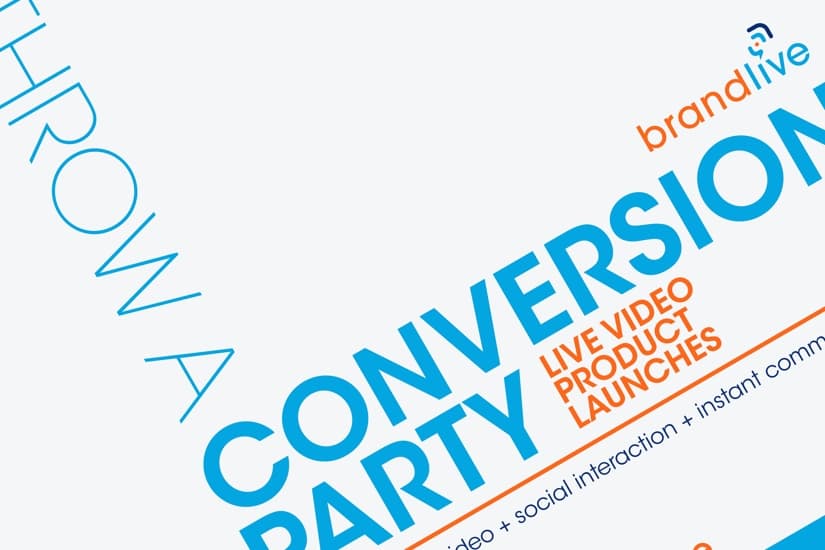 THROW A
brandlive
CONVERSION
PARTY
LIVE VIDEO
PRODUCT
LAUNCHES
+ social interaction + instant